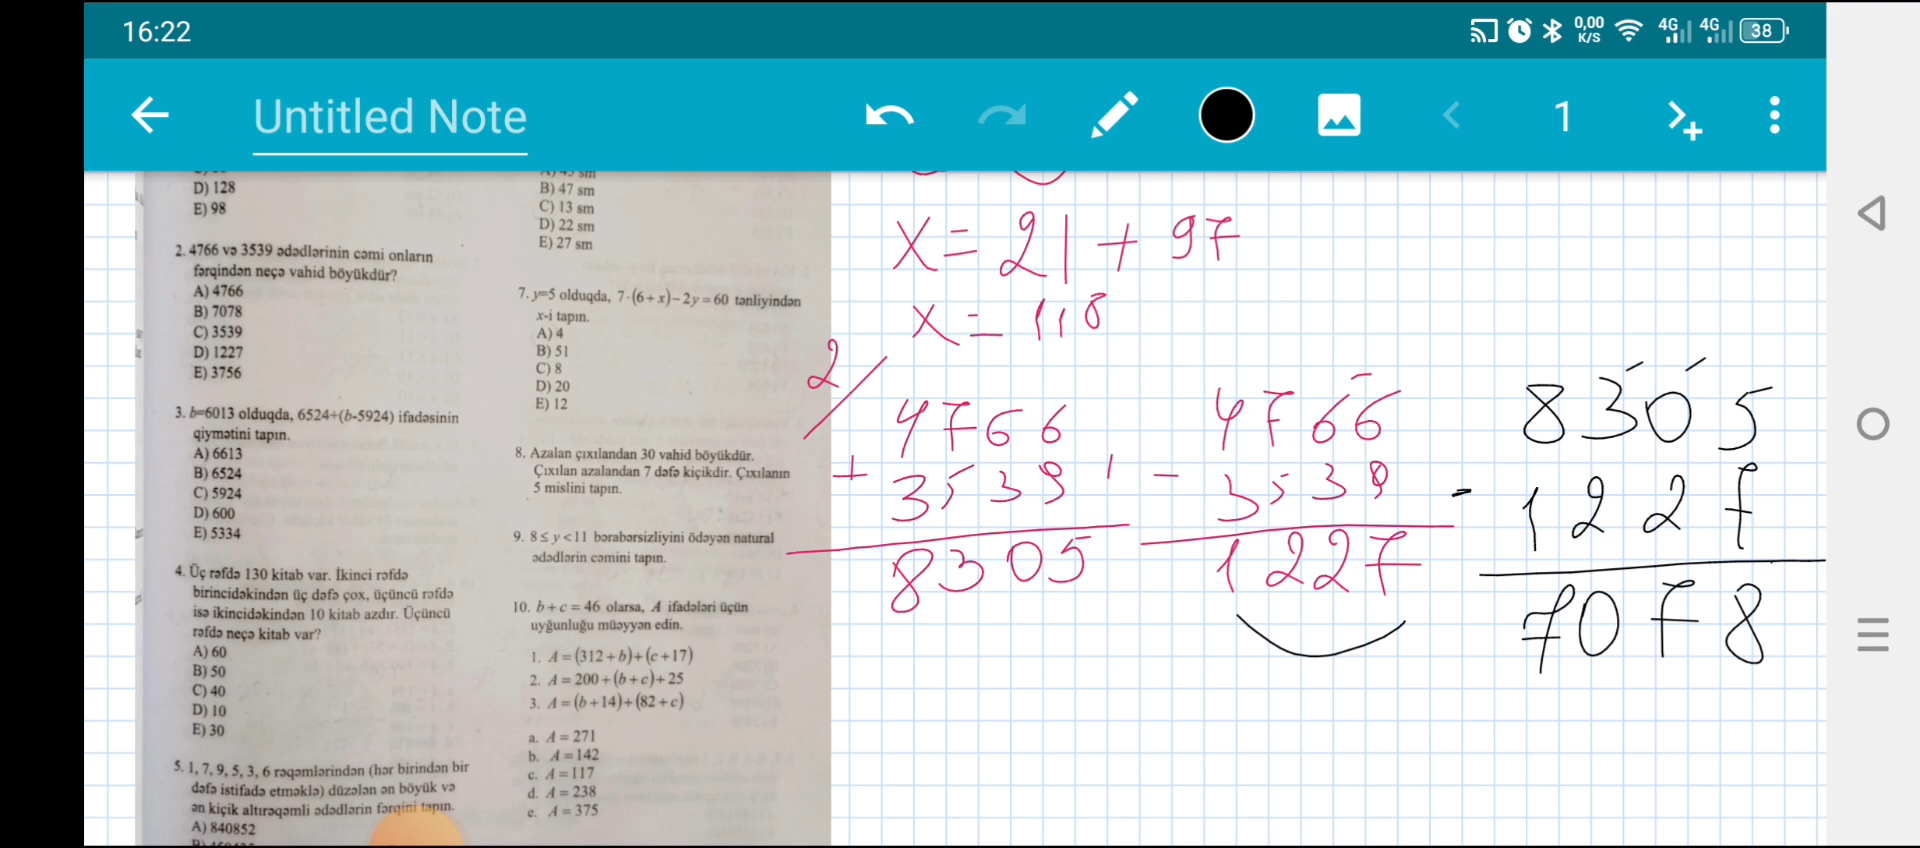 16:22
0,00 K/S 4G 4G 38
Untitled Note
1
D) 128
E) 98
2. 4766 və 3539 ədədlərinin cəmi onların
fərqindən neçə vahid böyükdür?
A) 4766
B) 7078
C) 3539
D) 1227
E) 3756
3. b=6013 olduqda, 6524+(b-5924) ifadəsinin
qiymətini tapın.
A) 6613
B) 6524
C) 5924
D) 600
E) 5334
4. Üç rəfdə 130 kitab var. İkinci rəfdə
birincidəkindən üç dəfə çox, üçüncü rəfdə
isə ikincidəkindən 10 kitab azdır. Üçüncü
rəfdə neçə kitab var?
A) 60
B) 50
C) 40
D) 10
E) 30
5. 1, 7, 9, 5, 3, 6 rəqəmlərindən (hər birindən bir
dəfə istifadə etməklə) düzələn ən böyük və
ən kiçik altırəqəmli ədədlərin fərqini tapın.
A) 840852
A) 45 sm
B) 47 sm
C) 13 sm
D) 22 sm
E) 27 sm
7. y=5 olduqda, 7·(6+x)−2y=60 tənliyindən
x-i tapın.
A) 4
B) 51
C) 8
D) 20
E) 12
8. Azalan çıxılandan 30 vahid böyükdür.
Çıxılan azalandan 7 dəfə kiçikdir. Çıxılanın
5 mislini tapın.
9. 8≤y<11 bərabərsizliyini ödəyən natural
ədədlərin cəmini tapın.
10. b+c=46 olarsa, A ifadələri üçün
uyğunluğu müəyyən edin.
1. A=(312+b)+(c+17)
2. A=200+(b+c)+25
3. A=(b+14)+(82+c)
a. A=271
b. A=142
c. A=117
d. A=238
e. A=375
x = 21 + 97
x = 118
2/
4766
+ 3539
8305
4766
- 3539
1227
8305
- 1227
7078